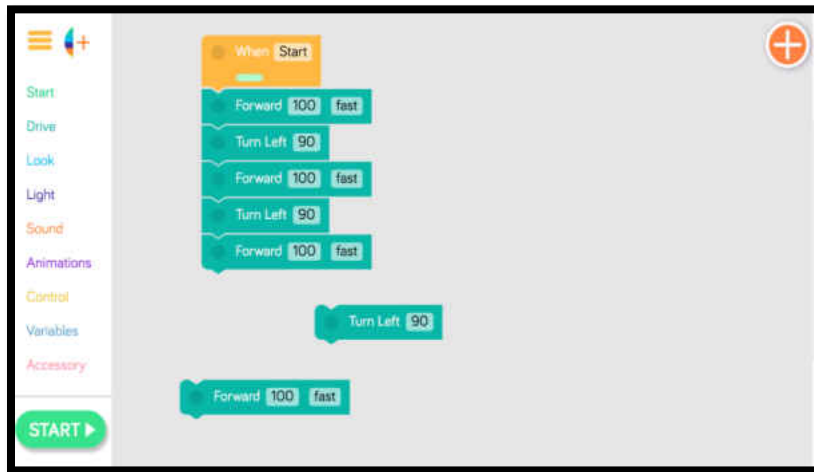 Start
Drive
Look
Light
Sound
Animations
Control
Variables
Accessory
START
When Start
Forward 100 fast
Turn Left 90
Forward 100 fast
Turn Left 90
Forward 100 fast
Turn Left 90
Forward 100 fast